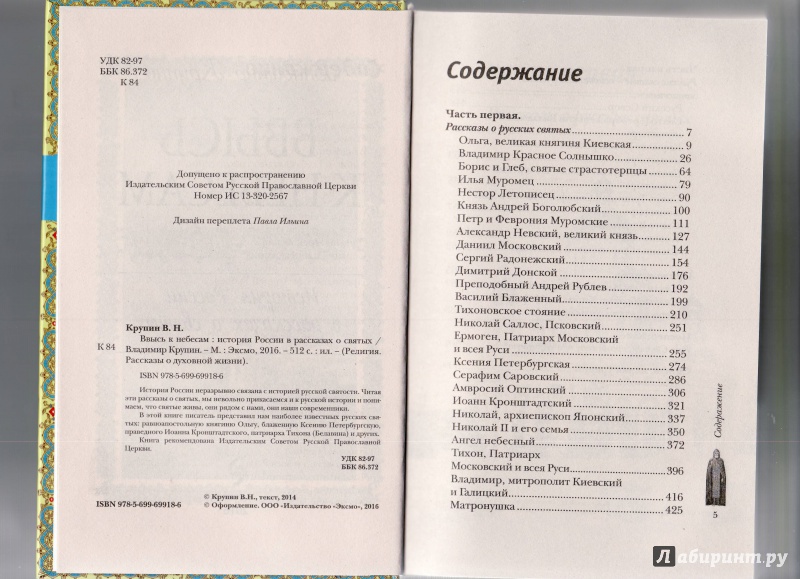 УДК 82-97
ББК 86.372
К 84
Допущено к распространению
Издательским Советом Русской Православной Церкви
Номер ИС 13-320-2567
Дизайн переплета Павла Ильина
Крупин В. Н.
К 84 Ввысь к небесам : история России в рассказах о святых /
Владимир Крупин. – М. : Эксмо, 2016. – 512 с. : ил. – (Религия.
Рассказы о духовной жизни).
ISBN 978-5-699-69918-6
История России неразрывно связана с историей русской святости. Читая
эти рассказы о святых, мы невольно прикасаемся и к русской истории и понимаем,
что святые живы, они рядом с нами, они наши современники.
В этой книге писатель представил нам наиболее известных русских святых:
равноапостольную княгиню Ольгу, блаженную Ксению Петербургскую,
праведного Иоанна Кронштадтского, патриарха Тихона (Белавина) и других.
Книга рекомендована Издательским Советом Русской Православной
Церкви.
УДК 82-97
ББК 86.372
© Крупин В.Н., текст, 2014
ISBN 978-5-699-69918-6 © Оформление. ООО «Издательство «Эксмо», 2016
Содержание
Часть первая.
Рассказы о русских святых 7
Ольга, великая княгиня Киевская 9
Владимир Красное Солнышко 26
Борис и Глеб, святые страстотерпцы 64
Илья Муромец 79
Нестор Летописец 90
Князь Андрей Боголюбский 100
Петр и Феврония Муромские 111
Александр Невский, великий князь 127
Даниил Московский 144
Сергий Радонежский 154
Димитрий Донской 176
Преподобный Андрей Рублев 192
Василий Блаженный 199
Тихоновское стояние 210
Николай Саллос, Псковский 251
Ермоген, Патриарх Московский
и всея Руси 255
Ксения Петербургская 274
Серафим Саровский 286
Амвросий Оптинский 306
Иоанн Кронштадтский 321
Николай, архиепископ Японский 337
Николай II и его семья 350
Ангел небесный 372
Тихон, Патриарх
Московский и всея Руси 396
Владимир, митрополит Киевский
и Галицкий 416
Матронушка 425
Содержание
5
Лабиринт.ру